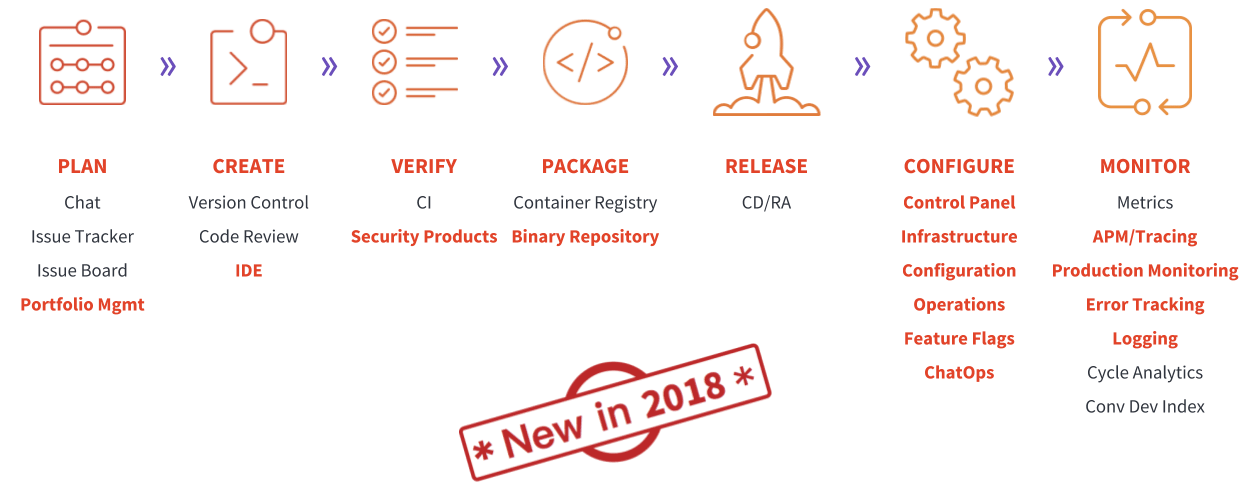 PLAN
Chat
Issue Tracker
Issue Board
Portfolio Mgmt
CREATE
Version Control
Code Review
IDE
VERIFY
CI
Security Products
PACKAGE
Container Registry
Binary Repository
RELEASE
CD/RA
CONFIGURE
Control Panel
Infrastructure
Configuration
Operations
Feature Flags
ChatOps
MONITOR
Metrics
APM/Tracing
Production Monitoring
Error Tracking
Logging
Cycle Analytics
Conv Dev Index
* New in 2018 *